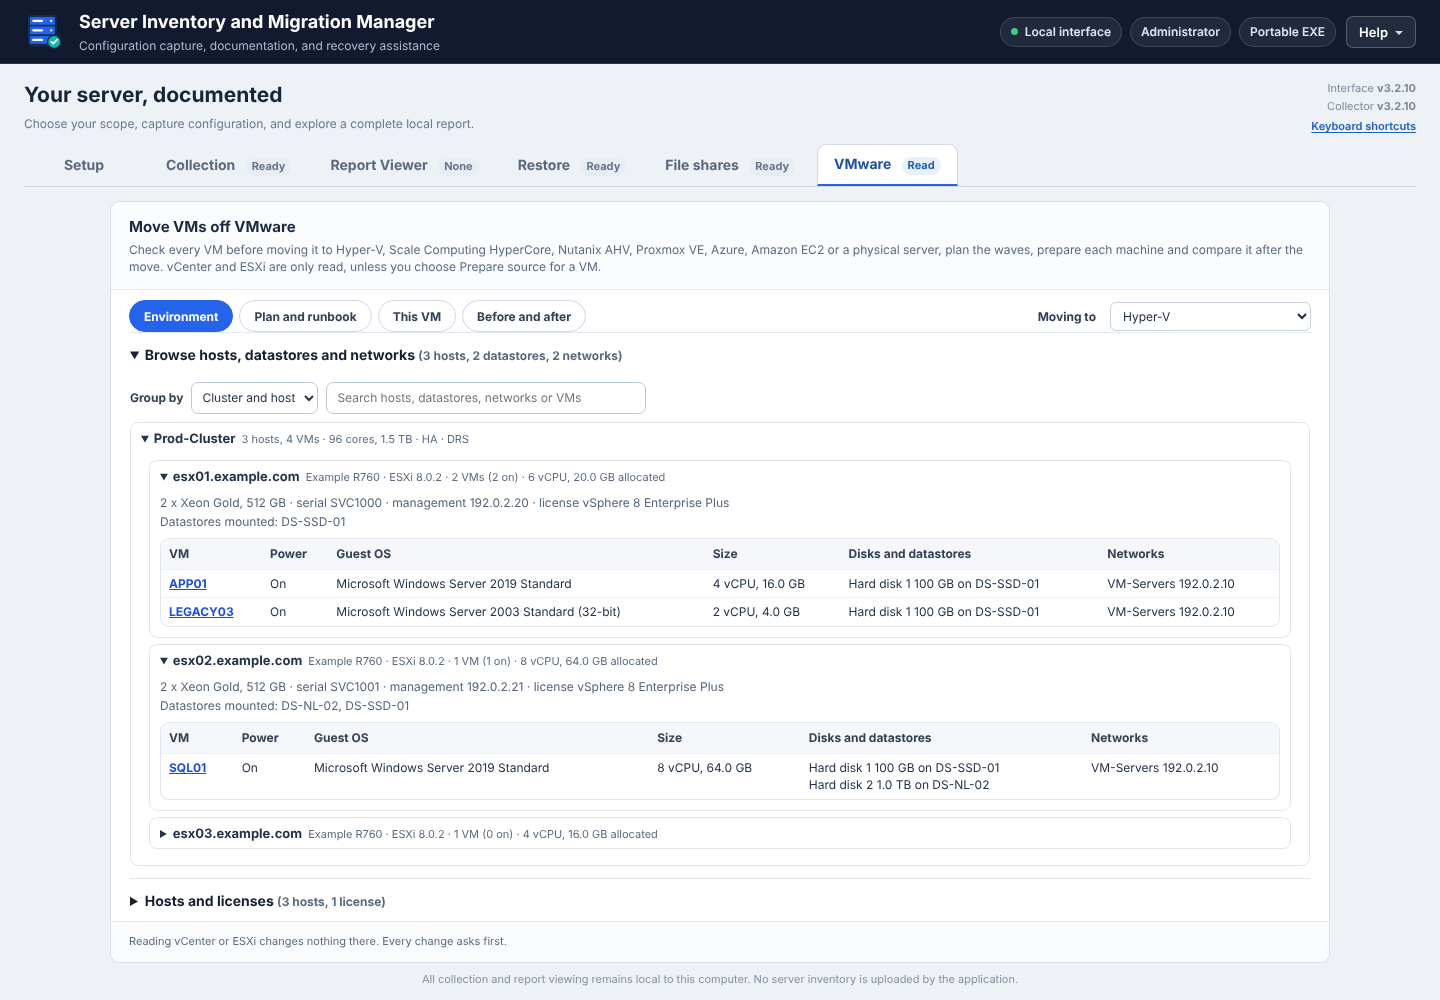 Server Inventory and Migration Manager
Configuration capture, documentation, and recovery assistance
Local interface
Administrator
Portable EXE
Help
Your server, documented
Choose your scope, capture configuration, and explore a complete local report.
Interface v3.2.10
Collector v3.2.10
Keyboard shortcuts
Setup
Collection Ready
Report Viewer None
Restore Ready
File shares Ready
VMware Read
Move VMs off VMware
Check every VM before moving it to Hyper-V, Scale Computing HyperCore, Nutanix AHV, Proxmox VE, Azure, Amazon EC2 or a physical server, plan the waves, prepare each machine and compare it after the
move. vCenter and ESXi are only read, unless you choose Prepare source for a VM.
Environment
Plan and runbook
This VM
Before and after
Moving to
Hyper-V
Browse hosts, datastores and networks (3 hosts, 2 datastores, 2 networks)
Group by
Cluster and host
Search hosts, datastores, networks or VMs
Prod-Cluster 3 hosts, 4 VMs · 96 cores, 1.5 TB · HA · DRS
esx01.example.com Example R760 · ESXi 8.0.2 · 2 VMs (2 on) · 6 vCPU, 20.0 GB allocated
2 x Xeon Gold, 512 GB · serial SVC1000 · management 192.0.2.20 · license vSphere 8 Enterprise Plus
Datastores mounted: DS-SSD-01
VM Power Guest OS Size Disks and datastores Networks
APP01 On Microsoft Windows Server 2019 Standard 4 vCPU, 16.0 GB Hard disk 1 100 GB on DS-SSD-01 VM-Servers 192.0.2.10
LEGACY03 On Microsoft Windows Server 2003 Standard (32-bit) 2 vCPU, 4.0 GB Hard disk 1 100 GB on DS-SSD-01 VM-Servers 192.0.2.10
esx02.example.com Example R760 · ESXi 8.0.2 · 1 VM (1 on) · 8 vCPU, 64.0 GB allocated
2 x Xeon Gold, 512 GB · serial SVC1001 · management 192.0.2.21 · license vSphere 8 Enterprise Plus
Datastores mounted: DS-NL-02, DS-SSD-01
VM Power Guest OS Size Disks and datastores Networks
SQL01 On Microsoft Windows Server 2019 Standard 8 vCPU, 64.0 GB Hard disk 1 100 GB on DS-SSD-01 VM-Servers 192.0.2.10
Hard disk 2 1.0 TB on DS-NL-02
esx03.example.com Example R760 · ESXi 8.0.2 · 1 VM (0 on) · 4 vCPU, 16.0 GB allocated
Hosts and licenses (3 hosts, 1 license)
Reading vCenter or ESXi changes nothing there. Every change asks first.
All collection and report viewing remains local to this computer. No server inventory is uploaded by the application.